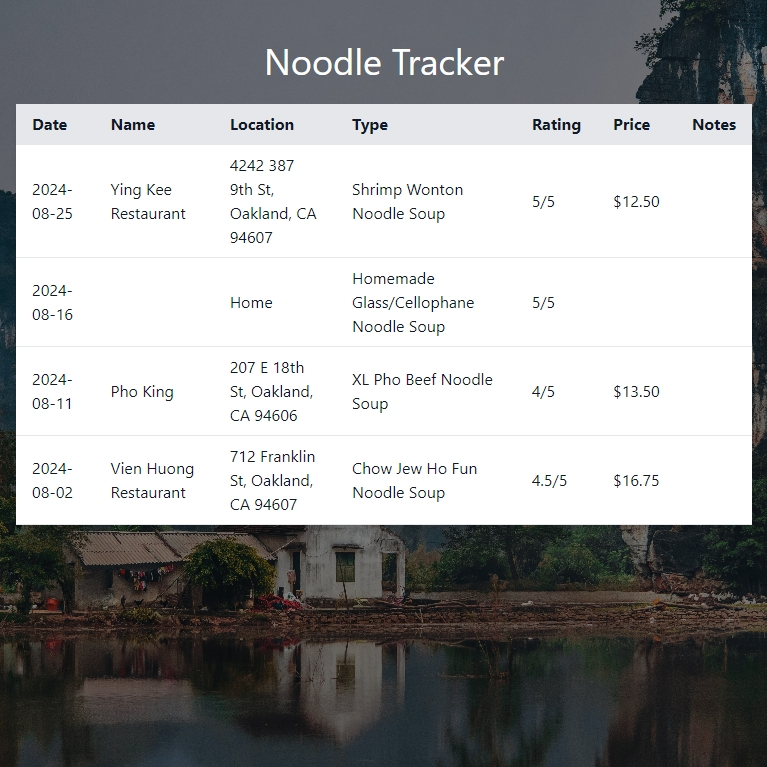 Noodle Tracker
Date Name Location Type Rating Price Notes
2024-08-25 Ying Kee Restaurant 4242 387 9th St, Oakland, CA 94607 Shrimp Wonton Noodle Soup 5/5 $12.50
2024-08-16 Home Homemade Glass/Cellophane Noodle Soup 5/5
2024-08-11 Pho King 207 E 18th St, Oakland, CA 94606 XL Pho Beef Noodle Soup 4/5 $13.50
2024-08-02 Vien Huong Restaurant 712 Franklin St, Oakland, CA 94607 Chow Jew Ho Fun Noodle Soup 4.5/5 $16.75